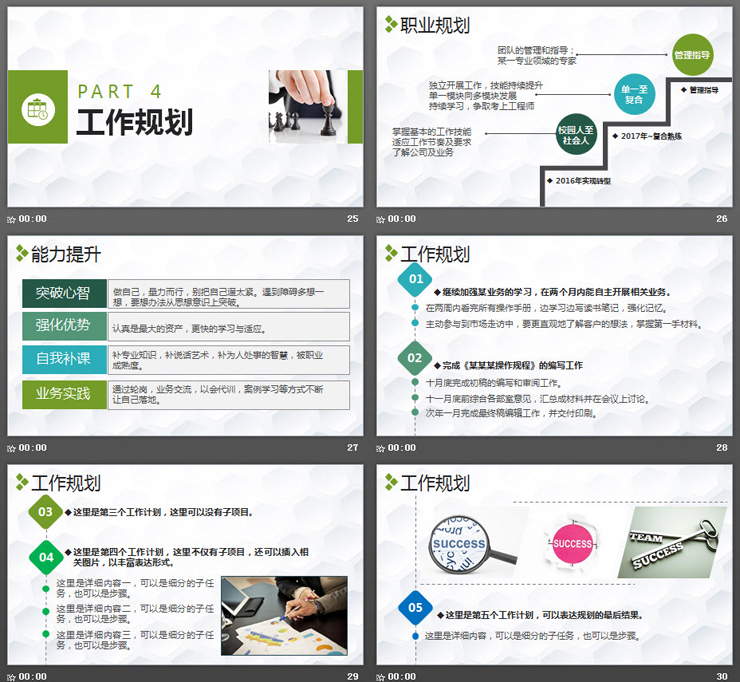 PART 4
工作规划
00:00
25
职业规划
团队的管理和指导；
某一专业领域的专家
管理指导
◆ 管理指导
独立开展工作，技能持续提升
单一模块向多模块发展
持续学习，争取考上工程师
单一至
复合
◆ 2017年~复合熟练
掌握基本的工作技能
适应工作节奏及要求
了解公司及业务
校园人至
社会人
◆ 2016年实现转型
00:00
26
能力提升
突破心智
做自己，量力而行，别把自己逼太紧。遇到障碍多想一
想，要想办法从思想意识上突破。
强化优势
认真是最大的资产，更快的学习与适应。
自我补课
补专业知识，补说话艺术，补为人处事的智慧，被职业
成熟度。
业务实践
通过轮岗，业务交流，以会代训，案例学习等方式不断
让自己落地。
00:00
27
工作规划
01
◆ 继续加强某业务的学习，在两个月内能自主开展相关业务。
在两周内看完所有操作手册，边学习边写读书笔记，强化记忆。
主动参与到市场走访中，要更直观地了解客户的想法，掌握第一手材料。
02
◆ 完成《某某某操作规程》的编写工作
十月底完成初稿的编写和审阅工作。
十一月底前综合各部室意见，汇总成材料并在会议上讨论。
次年一月完成最终稿编辑工作，并交付印刷。
00:00
28
工作规划
03
◆ 这里是第三个工作计划，这里可以没有子项目。
04
◆ 这里是第四个工作计划，这里不仅有子项目，还可以插入相
关图片，以丰富表达形式。
这里是详细内容一，可以是细分的子任
务，也可以是步骤。
这里是详细内容二，可以是细分的子任
务，也可以是步骤。
这里是详细内容三，可以是细分的子任
务，也可以是步骤。
00:00
29
工作规划
success
SUCCESS
TEAM
SUCCESS
05
◆ 这里是第五个工作计划，可以表达规划的最后结果。
这里是详细内容，可以是细分的子任务，也可以是步骤。
00:00
30